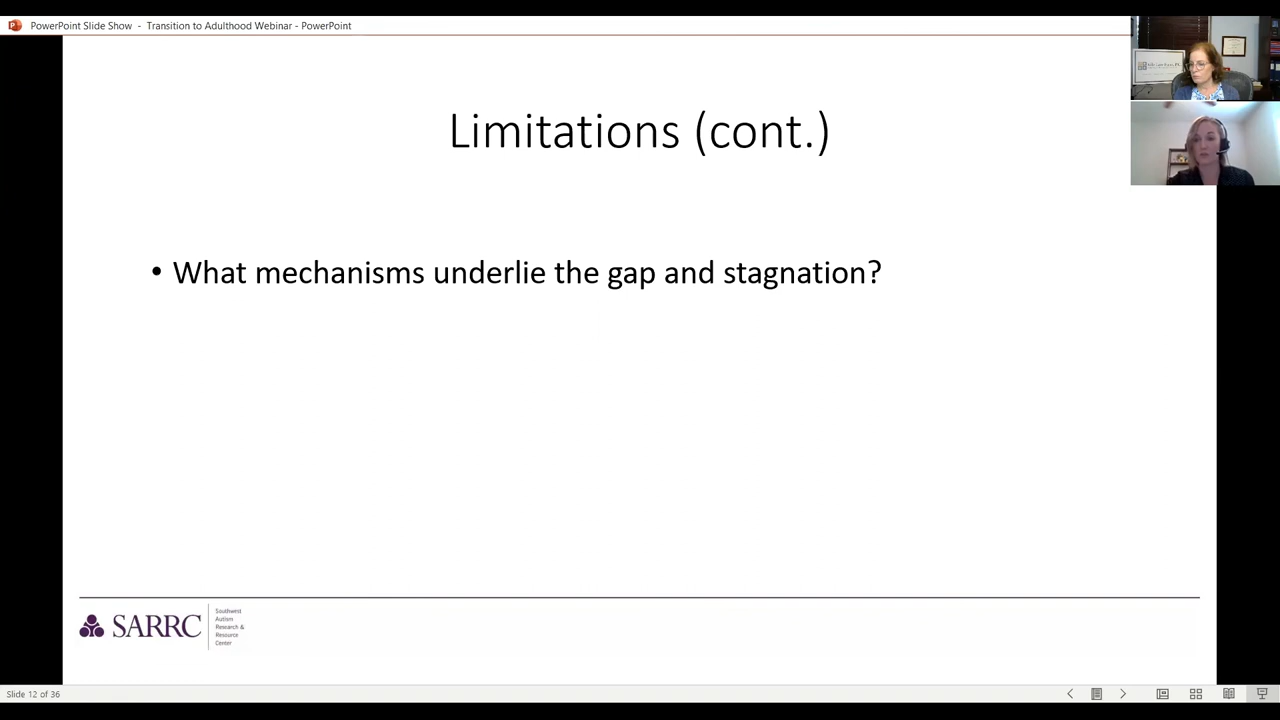 PowerPoint Slide Show - Transition to Adulthood Webinar - PowerPoint
Limitations (cont.)
• What mechanisms underlie the gap and stagnation?
SARRC
Southwest
Autism
Research &
Resource
Center
Slide 12 of 36